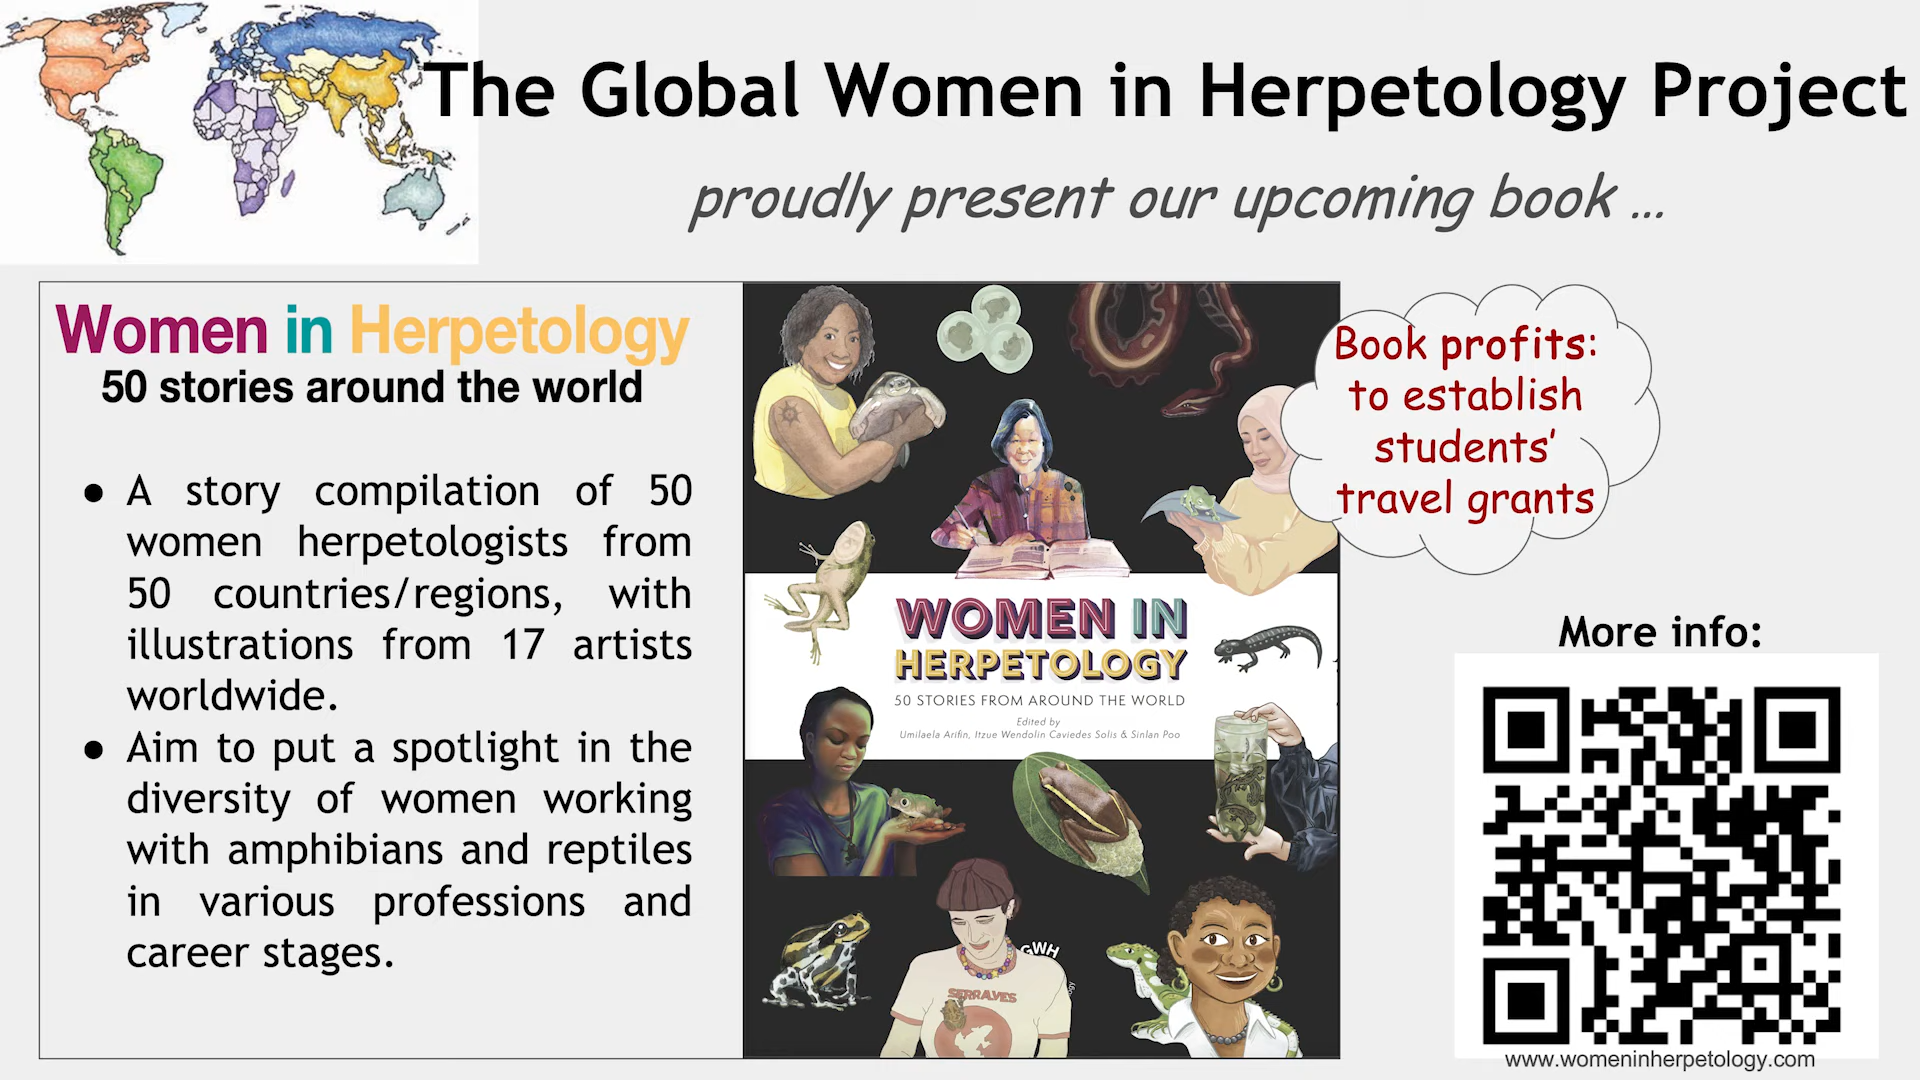 The Global Women in Herpetology Project
proudly present our upcoming book ...
Women in Herpetology
50 stories around the world
● A story compilation of 50
women herpetologists from
50 countries/regions, with
illustrations from 17 artists
worldwide.
● Aim to put a spotlight in the
diversity of women working
with amphibians and reptiles
in various professions and
career stages.
WOMEN IN
HERPETOLOGY
50 STORIES FROM AROUND THE WORLD
Edited by
Umilaela Arifin, Itzue Wendolin Caviedes Solis & Sinlan Poo
GWH
SERRAVES
Book profits:
to establish
students’
travel grants
More info:
www.womeninherpetology.com